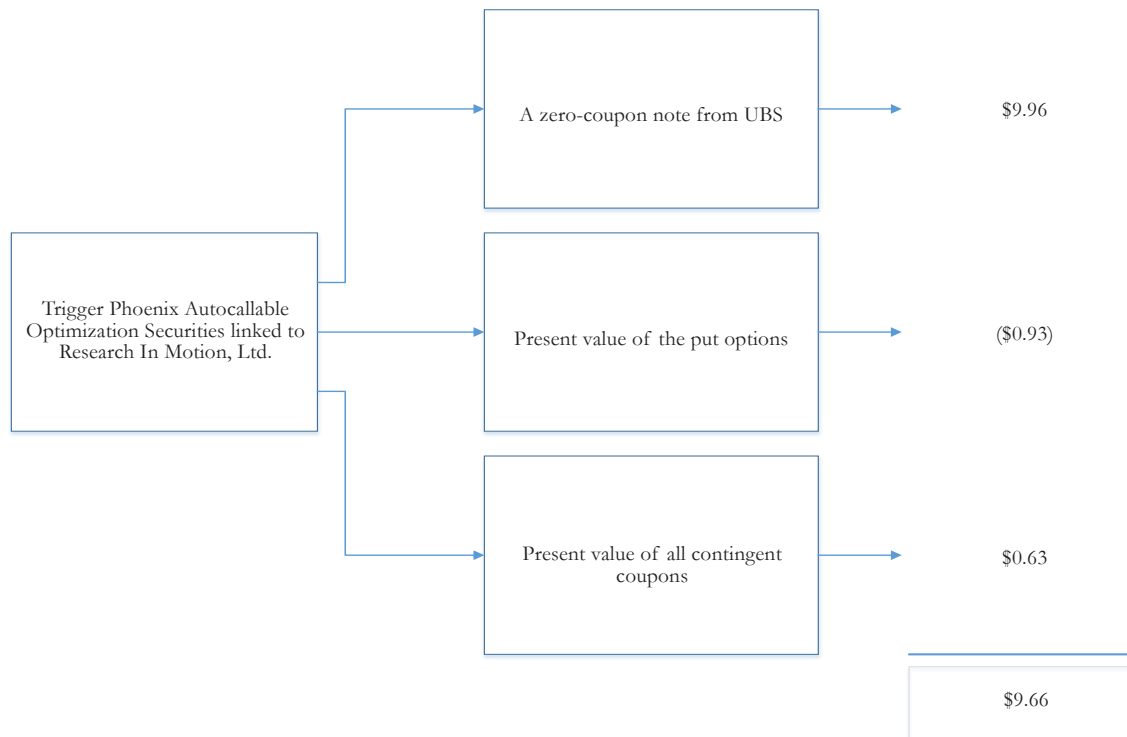 A zero-coupon note from UBS
$9.96
Trigger Phoenix Autocallable
Optimization Securities linked to
Research In Motion, Ltd.
Present value of the put options
($0.93)
Present value of all contingent
coupons
$0.63
$9.66